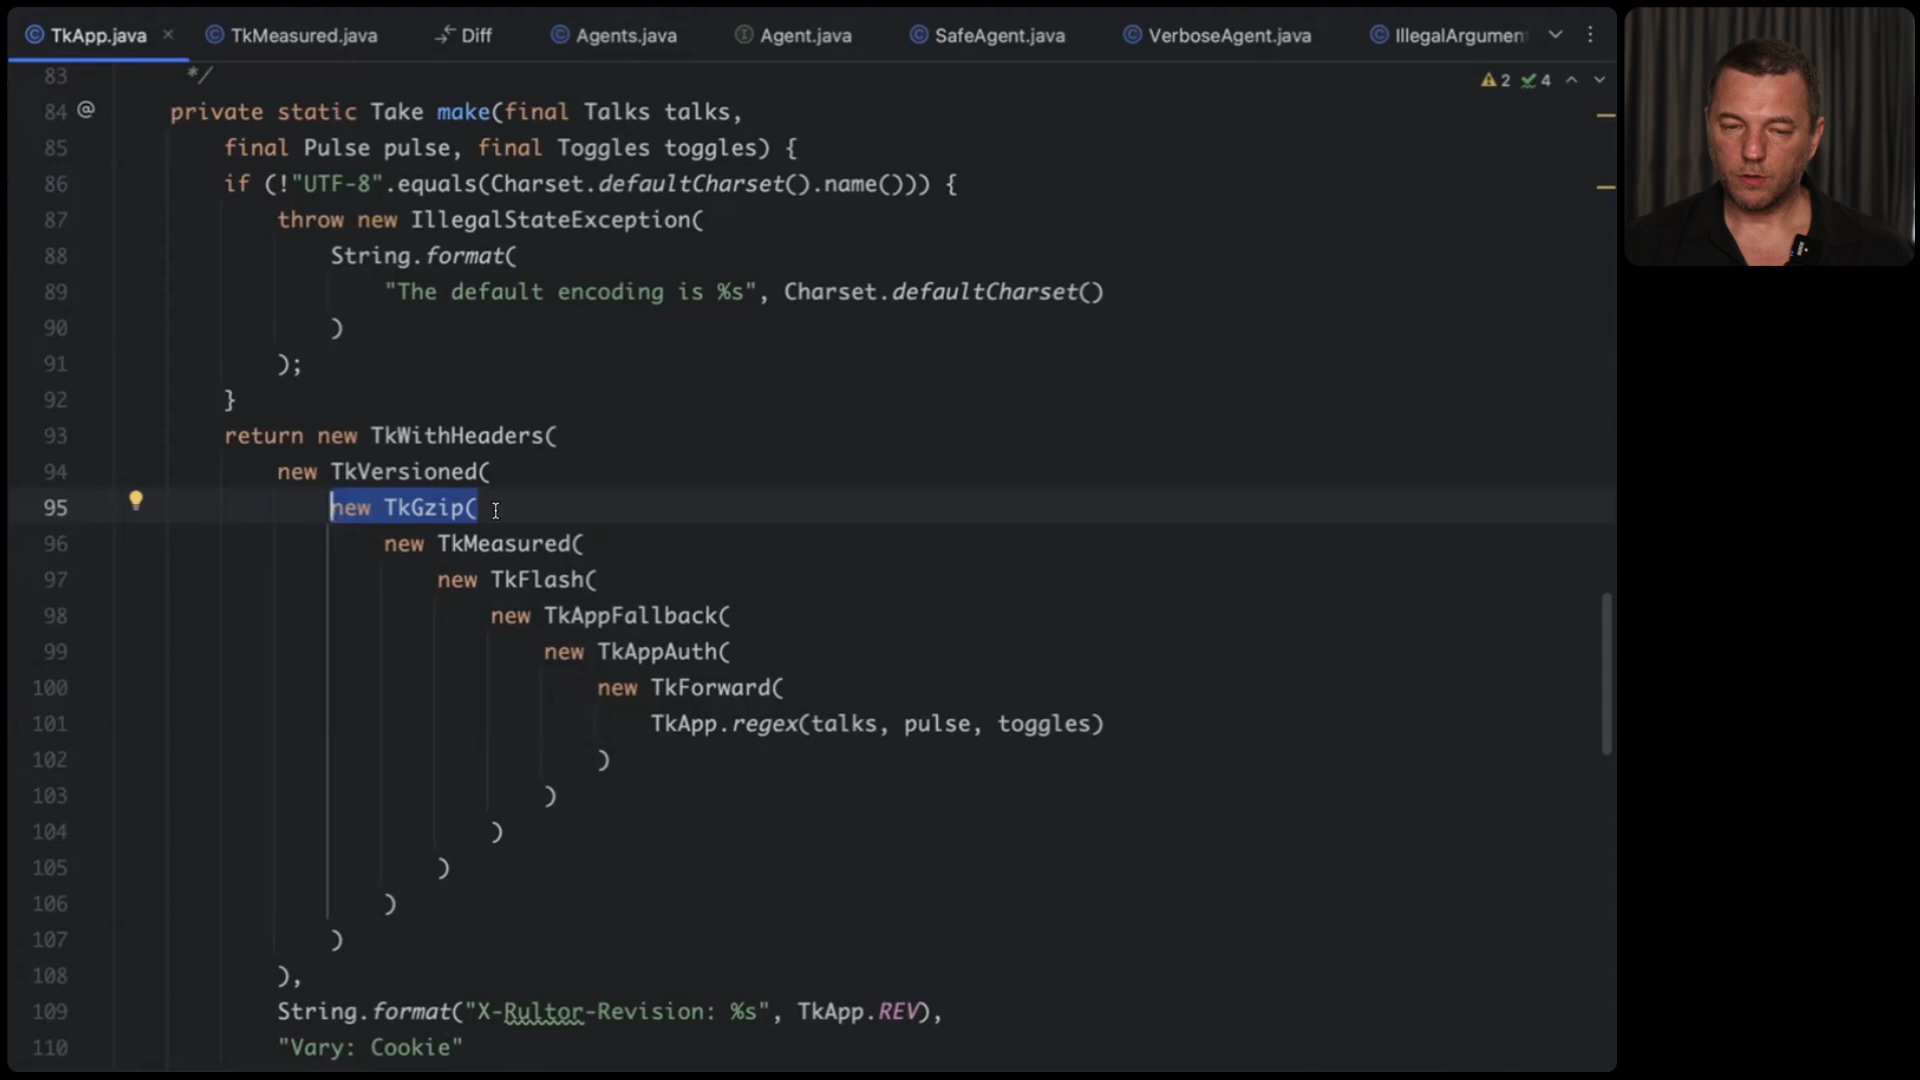 TkApp.java × TkMeasured.java Diff Agents.java Agent.java SafeAgent.java VerboseAgent.java IllegalArgumen
83 */ 2 4
84 @ private static Take make(final Talks talks,
85 final Pulse pulse, final Toggles toggles) {
86 if (!"UTF-8".equals(Charset.defaultCharset().name())) {
87 throw new IllegalStateException(
88 String.format(
89 "The default encoding is %s", Charset.defaultCharset()
90 )
91 );
92 }
93 return new TkWithHeaders(
94 new TkVersioned(
95 new TkGzip(
96 new TkMeasured(
97 new TkFlash(
98 new TkAppFallback(
99 new TkAppAuth(
100 new TkForward(
101 TkApp.regex(talks, pulse, toggles)
102 )
103 )
104 )
105 )
106 )
107 )
108 ),
109 String.format("X-Rultor-Revision: %s", TkApp.REV),
110 "Vary: Cookie"